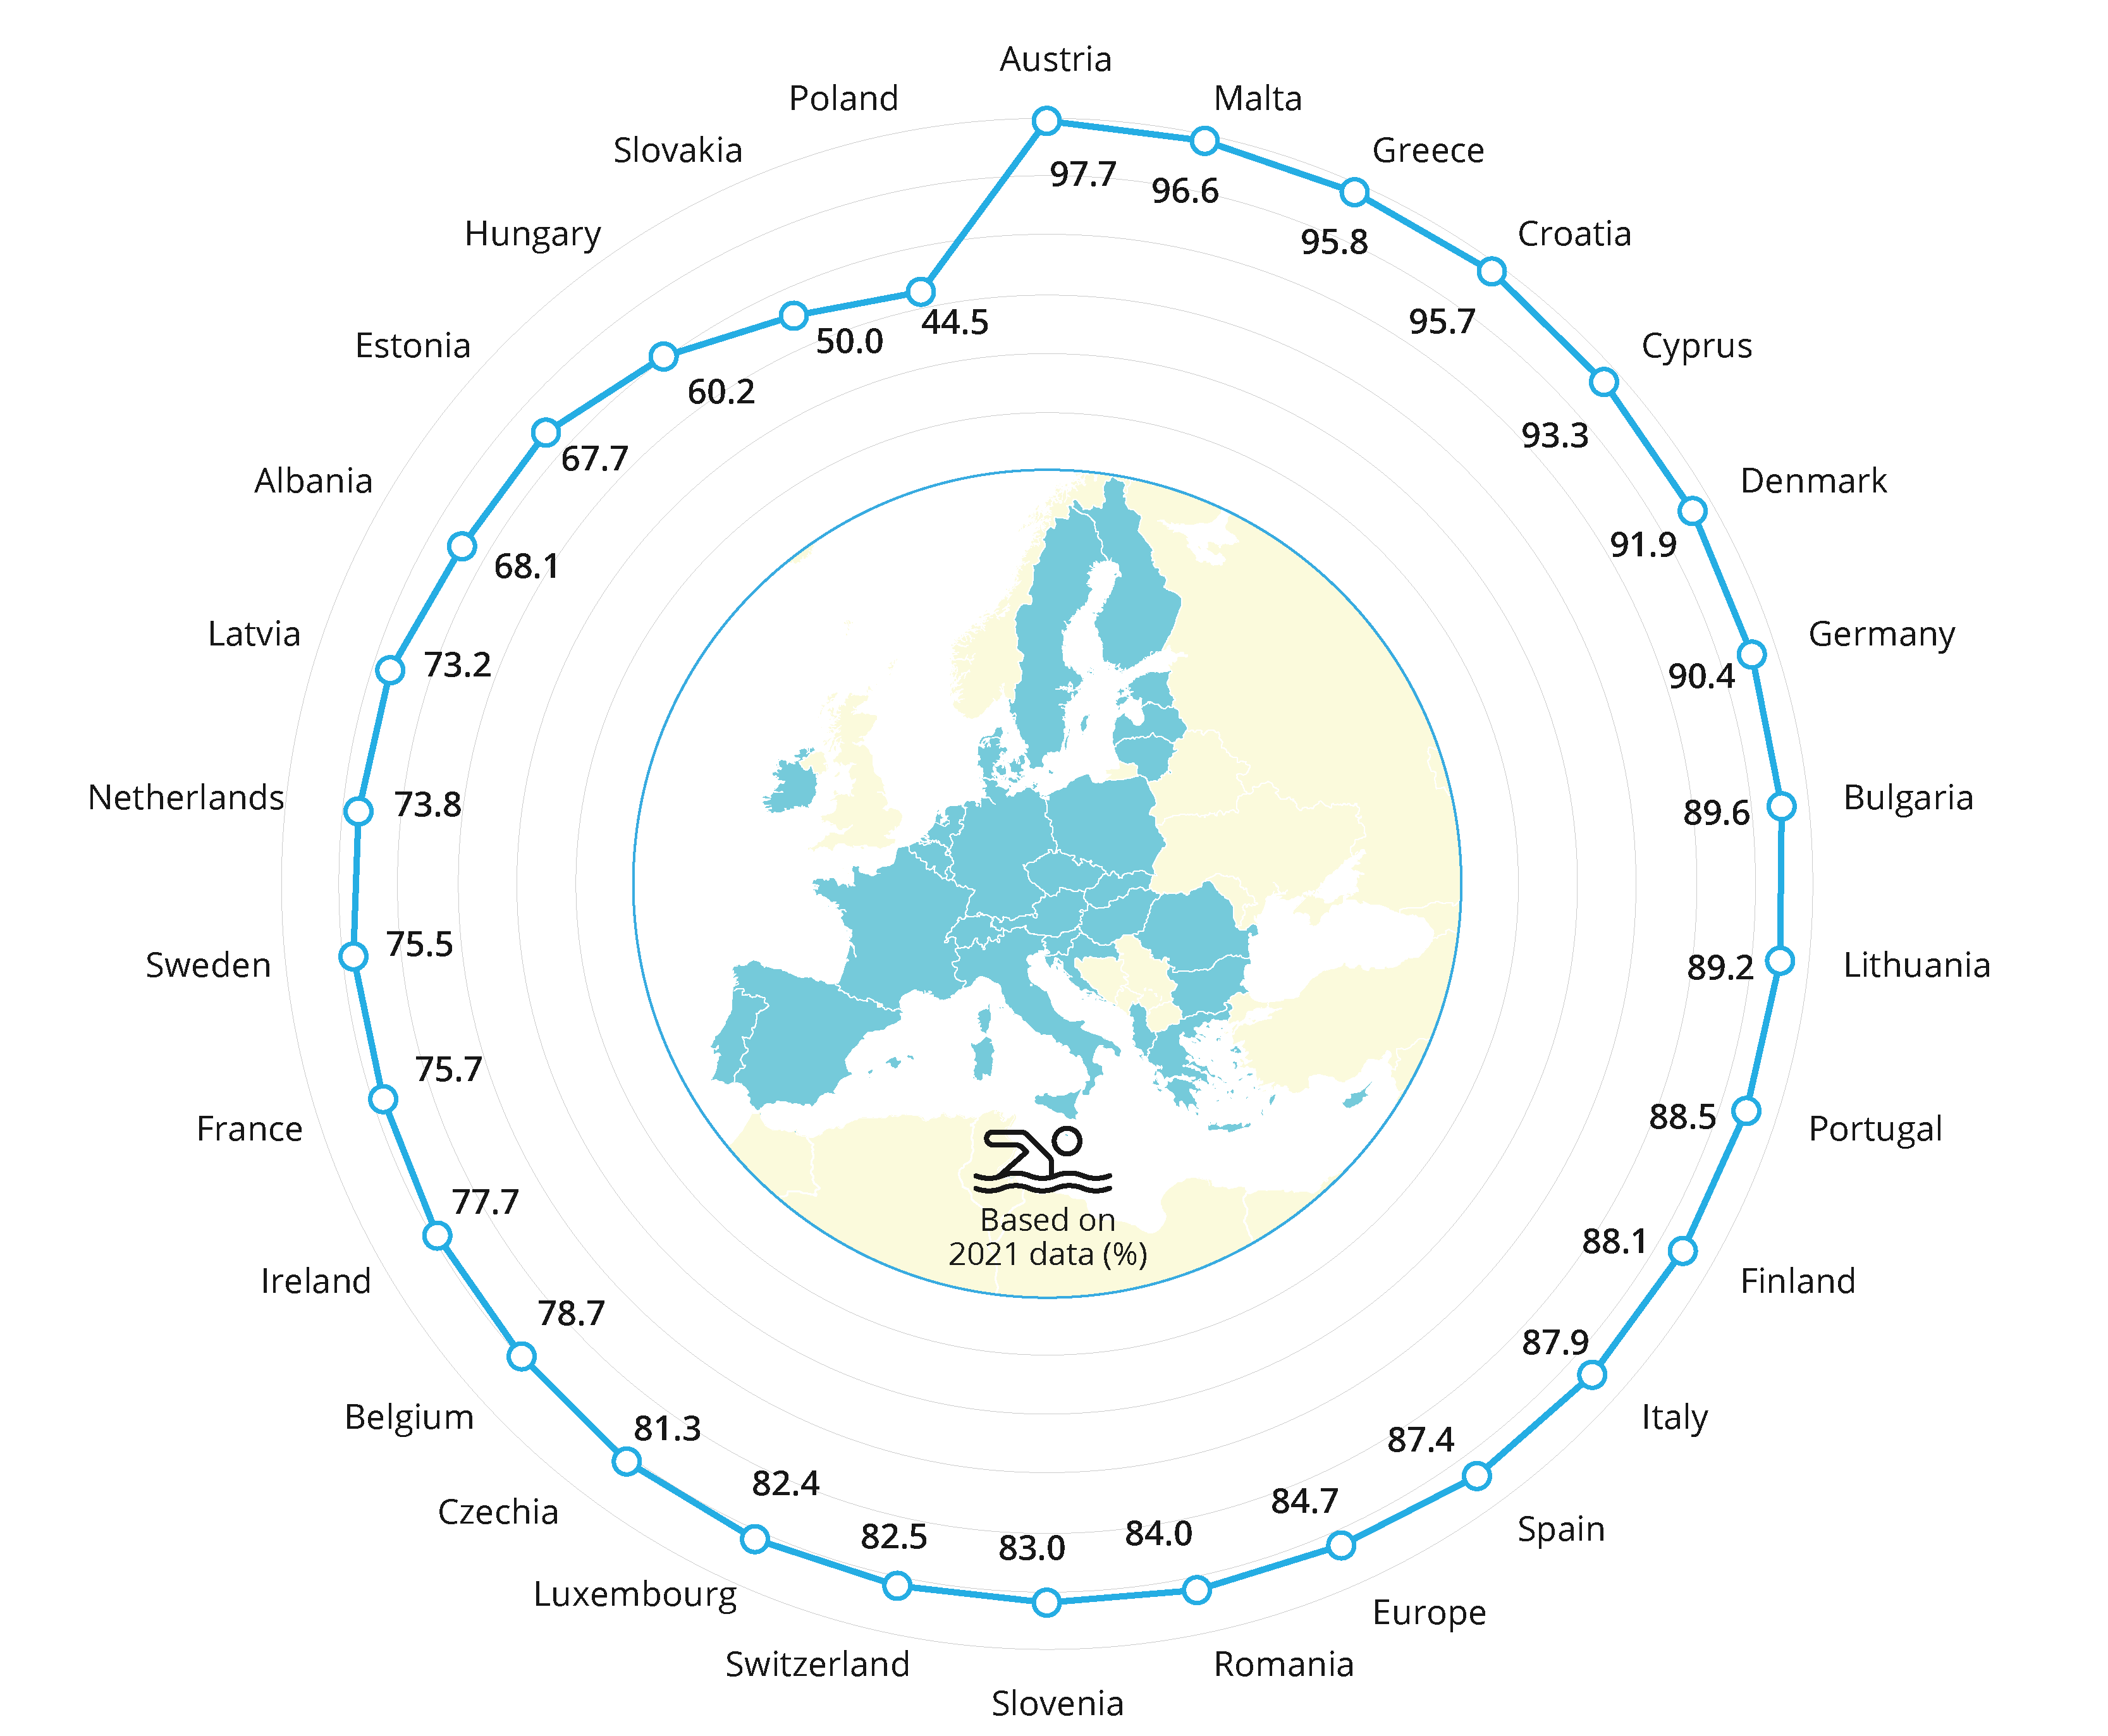 Austria
97.7
Malta
96.6
Greece
95.8
Croatia
95.7
Cyprus
93.3
Denmark
91.9
Germany
90.4
Bulgaria
89.6
Lithuania
89.2
Portugal
88.5
Finland
88.1
Italy
87.9
Spain
87.4
Europe
84.7
Romania
84.0
Slovenia
83.0
Switzerland
82.5
Luxembourg
82.4
Czechia
81.3
Belgium
78.7
Ireland
77.7
France
75.7
Sweden
75.5
Netherlands
73.8
Latvia
73.2
Albania
68.1
Estonia
67.7
Hungary
60.2
Slovakia
50.0
Poland
44.5
Based on
2021 data (%)